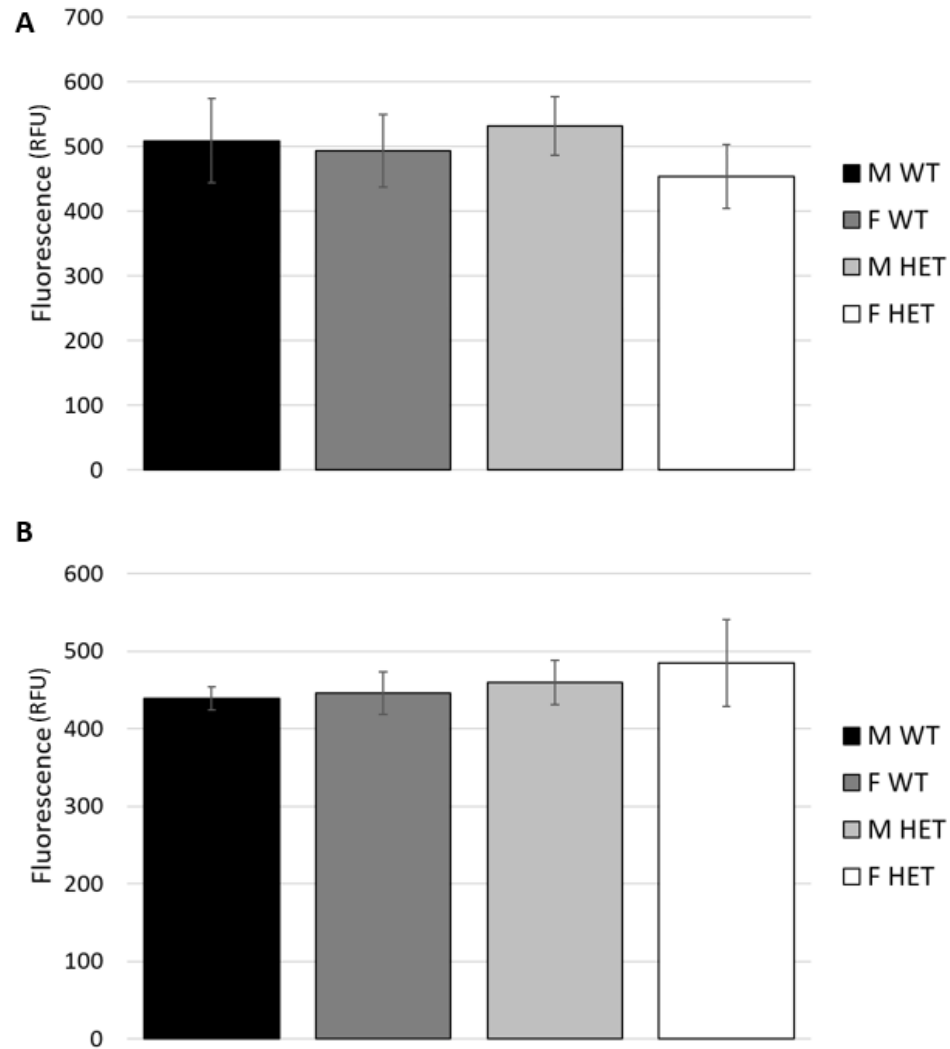 A
700
600
500
400
300
200
100
0
Fluorescence (RFU)
M WT
F WT
M HET
F HET
B
600
500
400
300
200
100
0
Fluorescence (RFU)
M WT
F WT
M HET
F HET